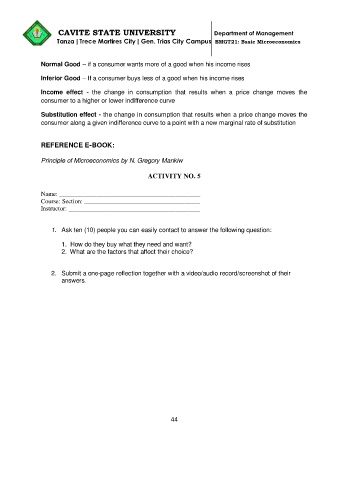 CAVITE STATE UNIVERSITY
Tanza | Trece Martires City | Gen. Trias City Campus
Department of Management
BMGT21: Basic Microeconomics
Normal Good – if a consumer wants more of a good when his income rises
Inferior Good – If a consumer buys less of a good when his income rises
Income effect - the change in consumption that results when a price change moves the
consumer to a higher or lower indifference curve
Substitution effect - the change in consumption that results when a price change moves the
consumer along a given indifference curve to a point with a new marginal rate of substitution
REFERENCE E-BOOK:
Principle of Microeconomics by N. Gregory Mankiw
ACTIVITY NO. 5
Name: ____________________
Course: Section: ____________________
Instructor: ____________________
1. Ask ten (10) people you can easily contact to answer the following question:
1. How do they buy what they need and want?
2. What are the factors that affect their choice?
2. Submit a one-page reflection together with a video/audio record/screenshot of their
answers.
44